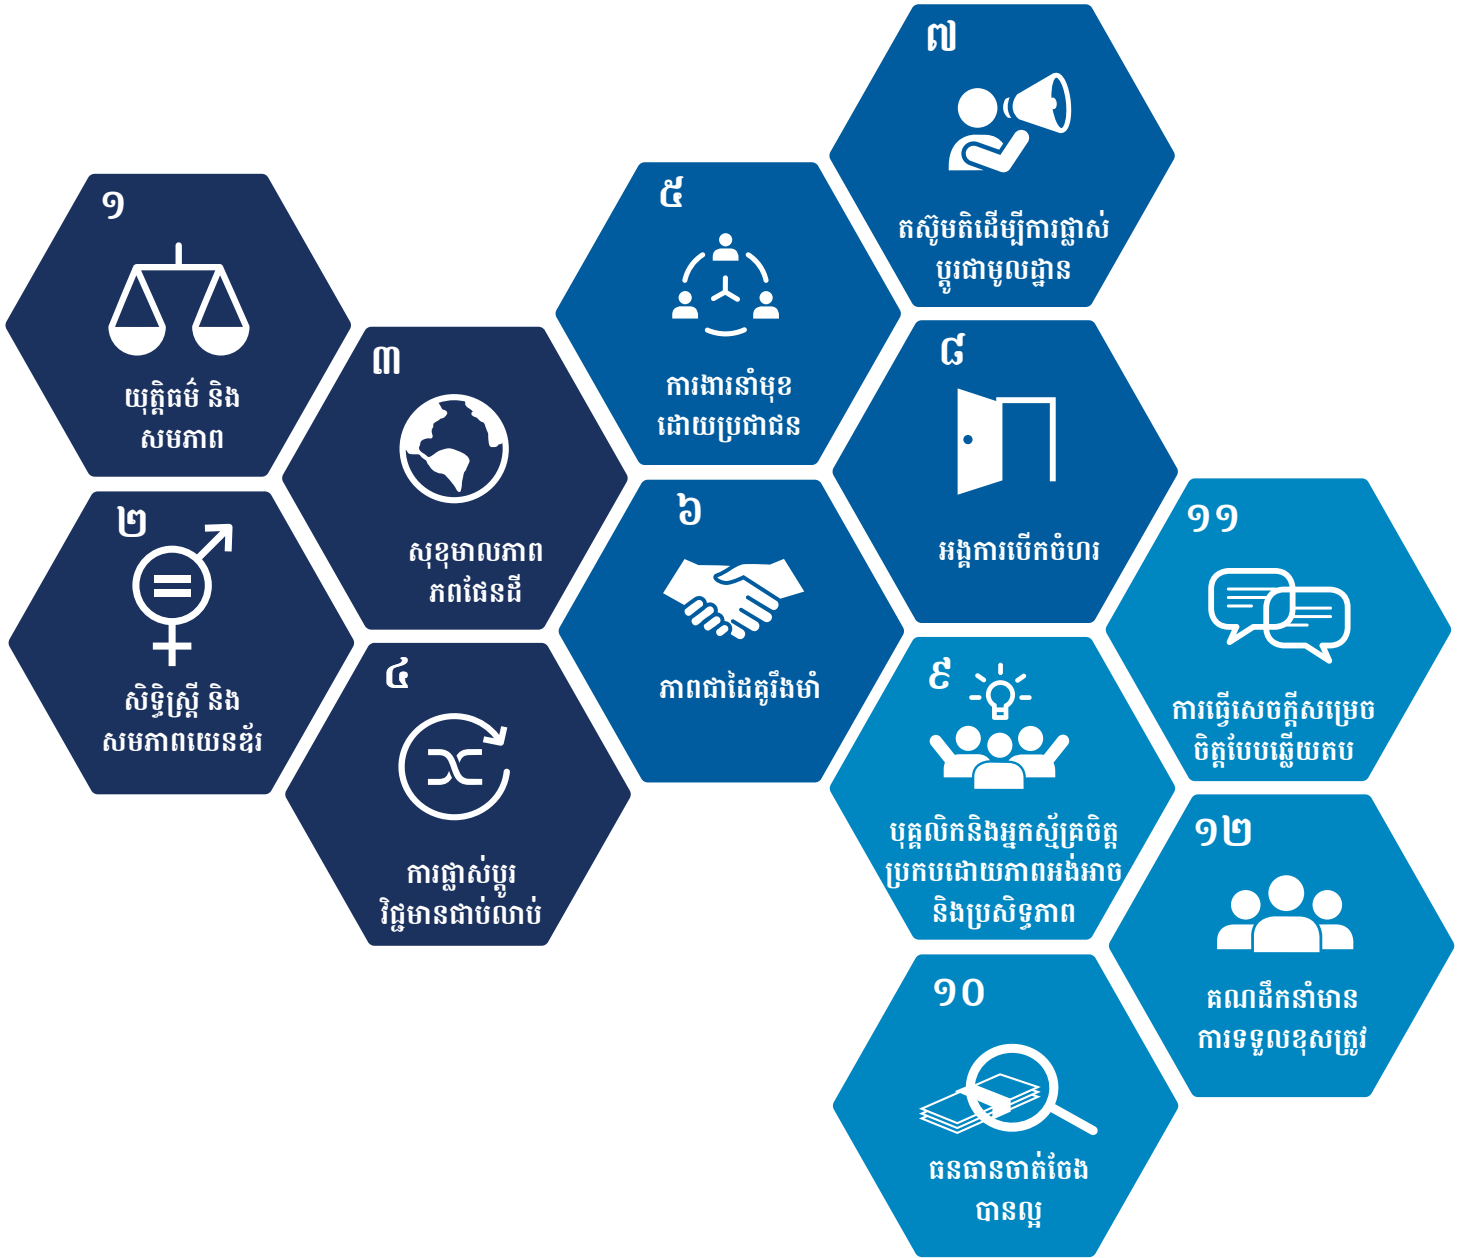 ១
យុត្តិធម៌ និង
សមភាព
២
សិទ្ធិស្ត្រី និង
សមភាពយេនឌ័រ
៣
សុខុមាលភាព
ភពផែនដី
៤
ការផ្លាស់ប្តូរ
វិជ្ជមានជាប់លាប់
៥
ការងារនាំមុខ
ដោយប្រជាជន
៦
ភាពជាដៃគូរឹងមាំ
៧
តស៊ូមតិដើម្បីការផ្លាស់
ប្តូរជាមូលដ្ឋាន
៨
អង្គការបើកចំហរ
៩
បុគ្គលិកនិងអ្នកស្ម័គ្រចិត្ត
ប្រកបដោយភាពអង់អាច
និងប្រសិទ្ធភាព
១០
ធនធានចាត់ចែង
បានល្អ
១១
ការធ្វើសេចក្តីសម្រេច
ចិត្តបែបឆ្លើយតប
១២
គណដឹកនាំមាន
ការទទួលខុសត្រូវ